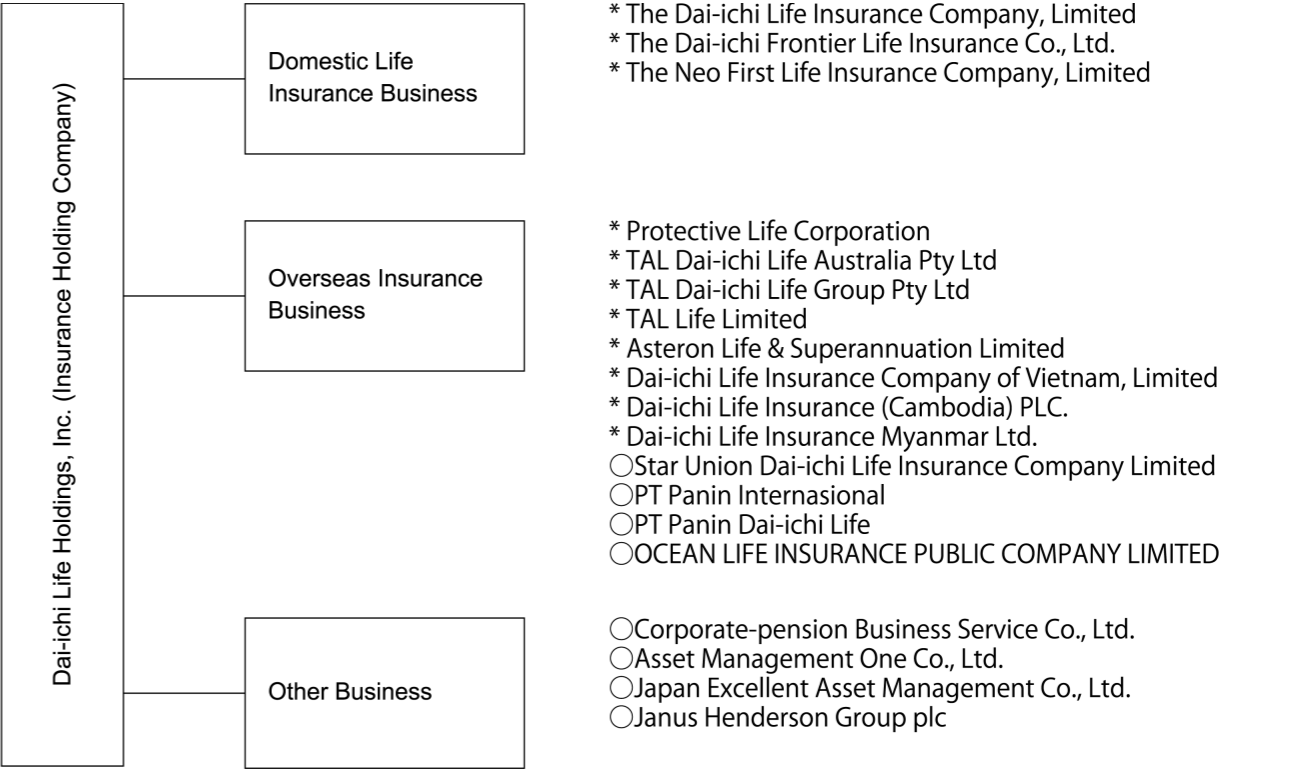 Dai-ichi Life Holdings, Inc. (Insurance Holding Company)
Domestic Life
Insurance Business
* The Dai-ichi Life Insurance Company, Limited
* The Dai-ichi Frontier Life Insurance Co., Ltd.
* The Neo First Life Insurance Company, Limited
Overseas Insurance
Business
* Protective Life Corporation
* TAL Dai-ichi Life Australia Pty Ltd
* TAL Dai-ichi Life Group Pty Ltd
* TAL Life Limited
* Asteron Life & Superannuation Limited
* Dai-ichi Life Insurance Company of Vietnam, Limited
* Dai-ichi Life Insurance (Cambodia) PLC.
* Dai-ichi Life Insurance Myanmar Ltd.
○Star Union Dai-ichi Life Insurance Company Limited
○PT Panin Internasional
○PT Panin Dai-ichi Life
○OCEAN LIFE INSURANCE PUBLIC COMPANY LIMITED
Other Business
○Corporate-pension Business Service Co., Ltd.
○Asset Management One Co., Ltd.
○Japan Excellent Asset Management Co., Ltd.
○Janus Henderson Group plc